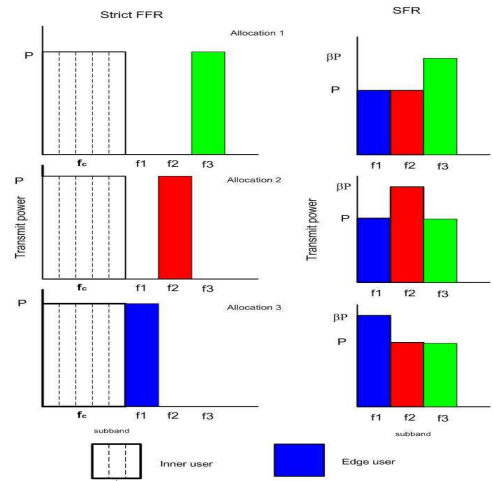 Strict FFR
SFR
Allocation 1
P
fc
f1
f2
f3
βP
P
f1
f2
f3
Allocation 2
P
Transmit power
fc
f1
f2
f3
βP
P
Transmit power
f1
f2
f3
Allocation 3
P
fc
f1
f2
f3
subband
βP
P
f1
f2
f3
subband
Inner user
Edge user